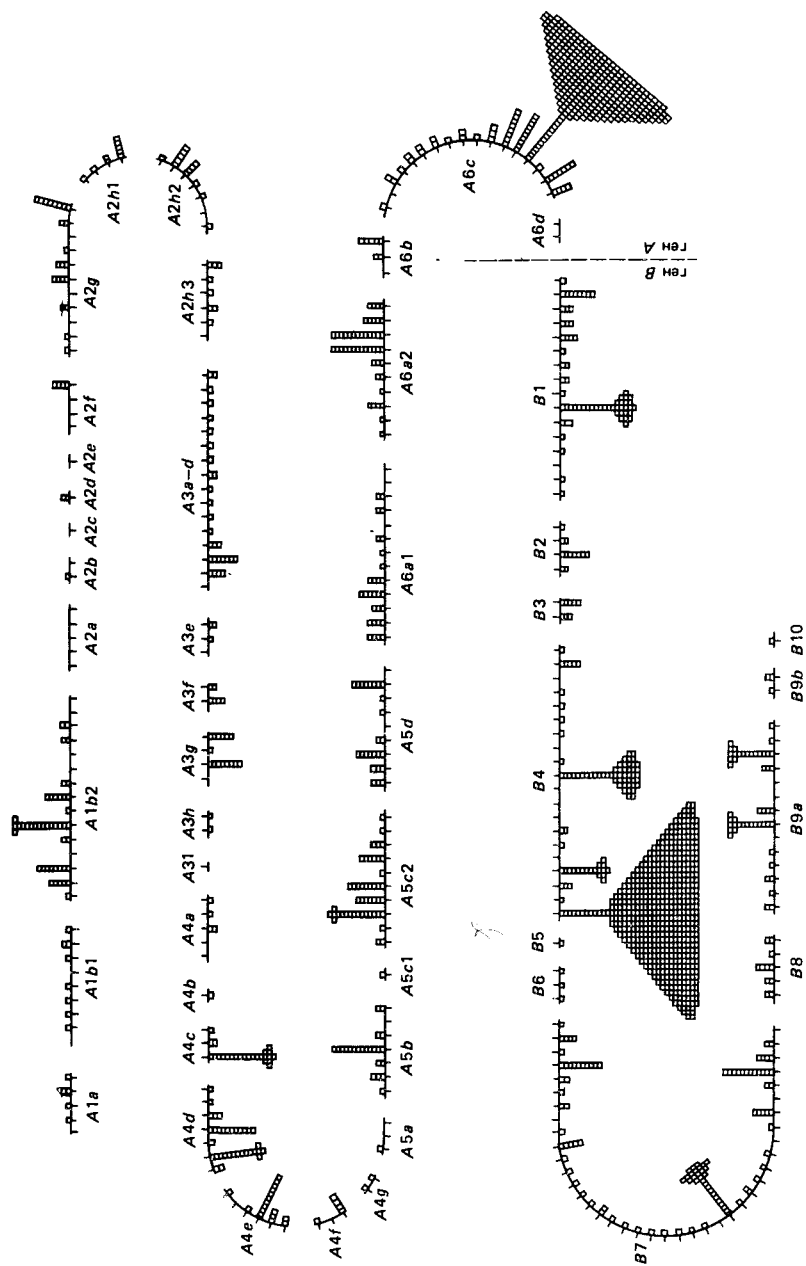 A1a A1b1 A1b2 A2a A2b A2c A2d A2e A2f A2g A2h1
A4d A4c A4b A4a A31 A3h A3g A3f A3e A3a–d A2h3 A2h2
A4e A4f A4g
A5a A5b A5c1 A5c2 A5d A6a1 A6a2 A6b A6c
A6d
ген A
ген B
B7 B6 B5 B4 B3 B2 B1
B8 B9a B9b B10